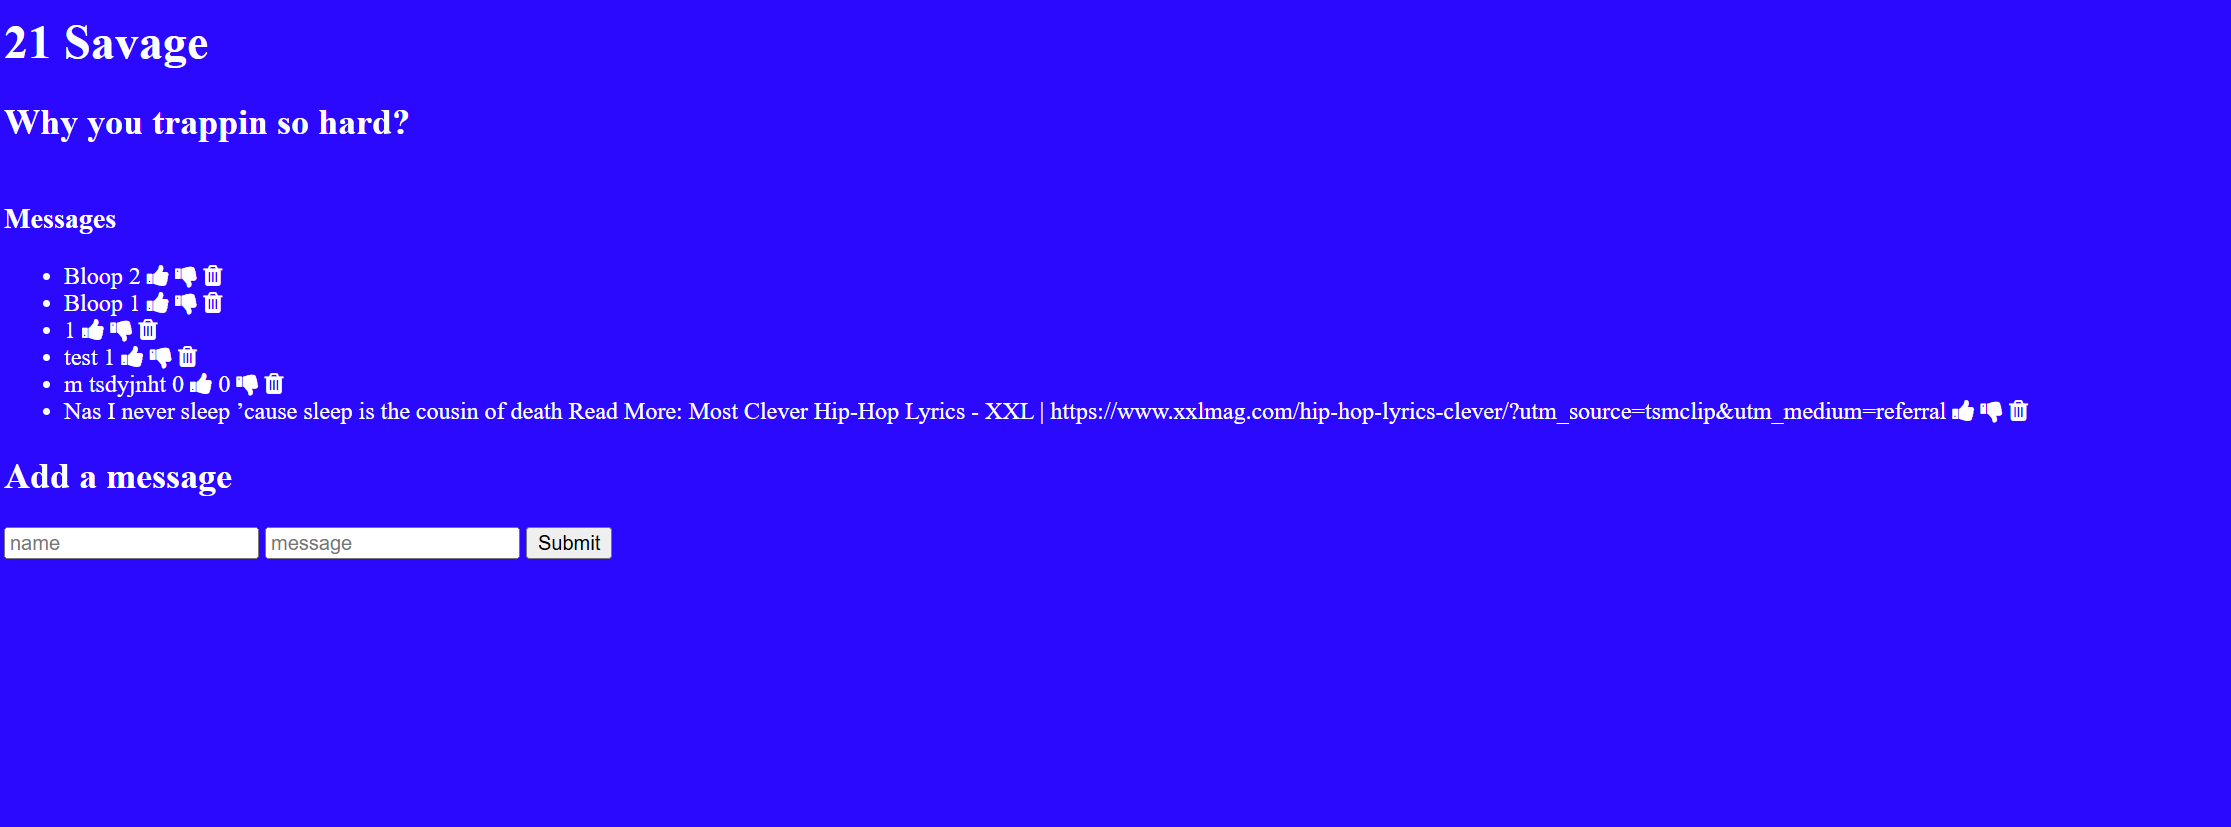 21 Savage
Why you trappin so hard?
Messages
Bloop 2
Bloop 1
1
test 1
m tsdyjnht 0 0
Nas I never sleep ’cause sleep is the cousin of death Read More: Most Clever Hip-Hop Lyrics - XXL | https://www.xxlmag.com/hip-hop-lyrics-clever/?utm_source=tsmclip&utm_medium=referral
Add a message
name message Submit